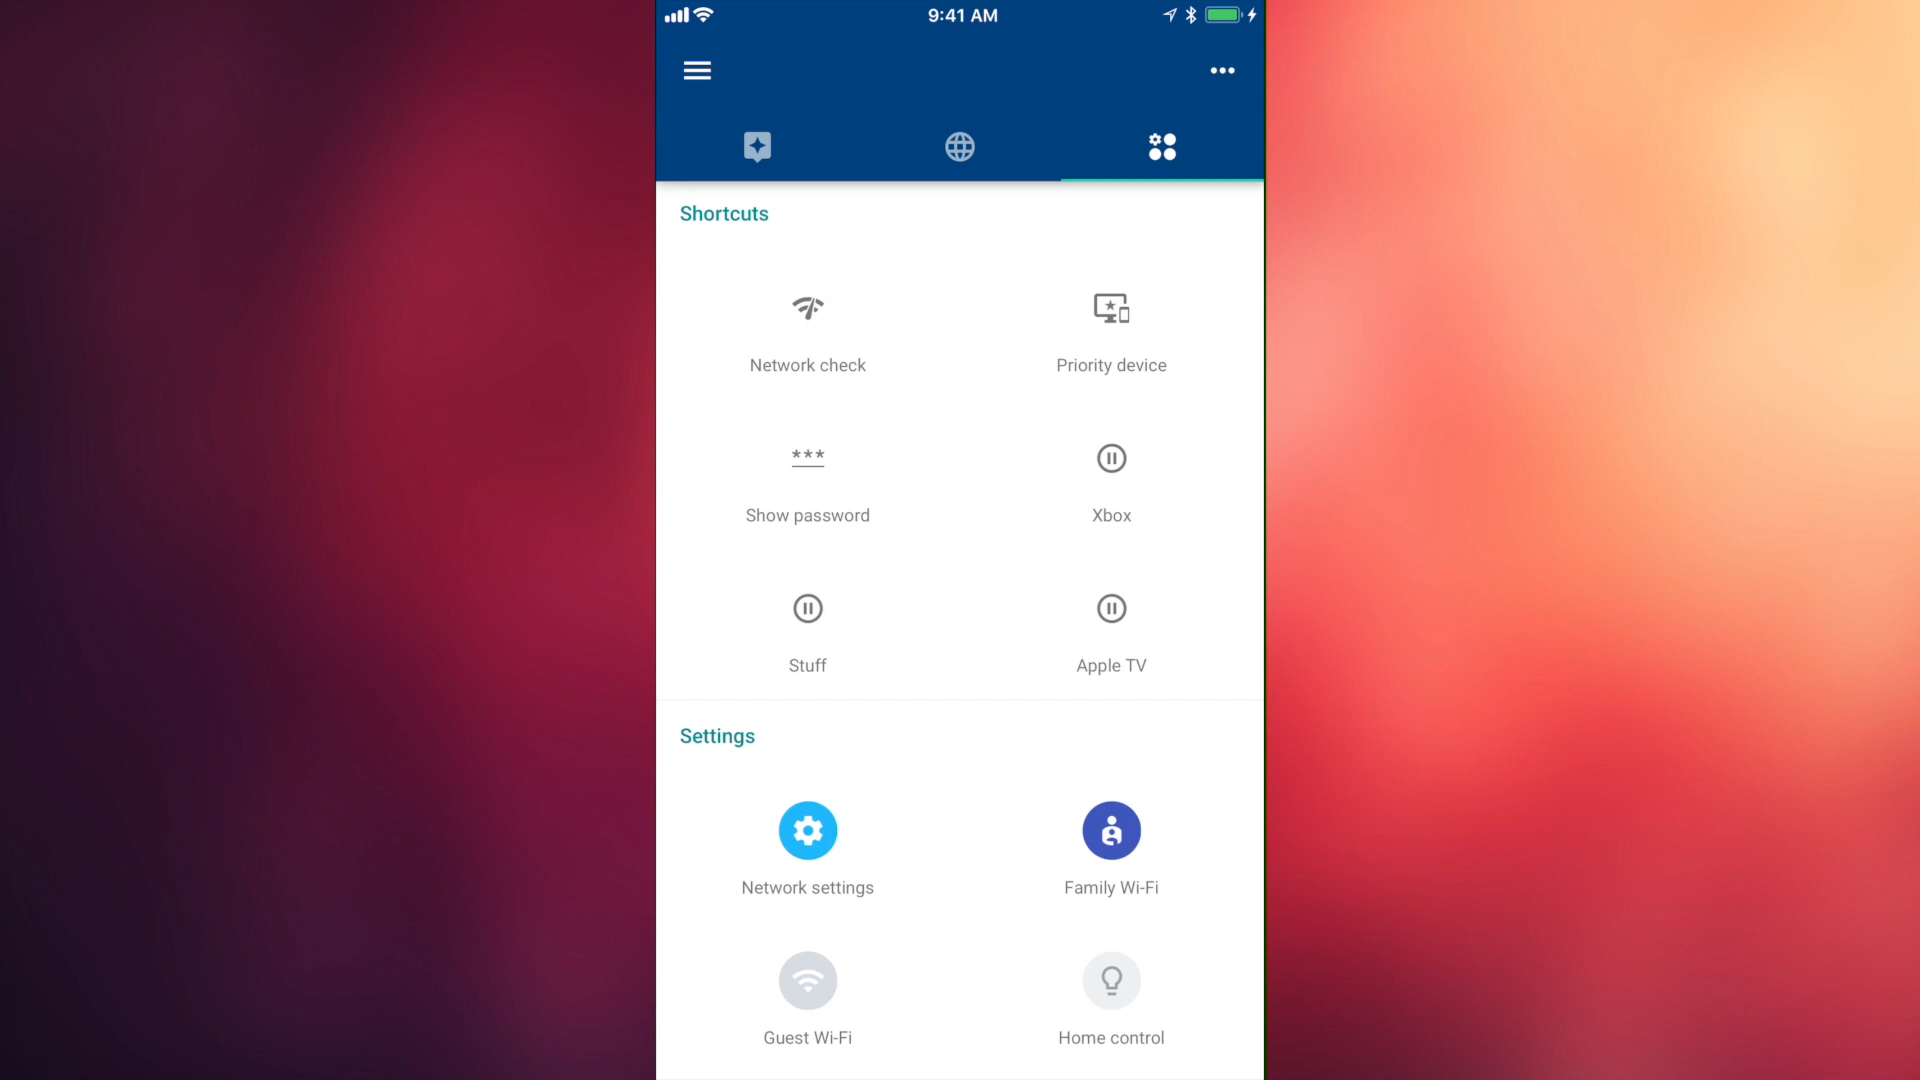 9:41 AM
Shortcuts
Network check
Priority device
***
Show password
Xbox
Stuff
Apple TV
Settings
Network settings
Family Wi-Fi
Guest Wi-Fi
Home control